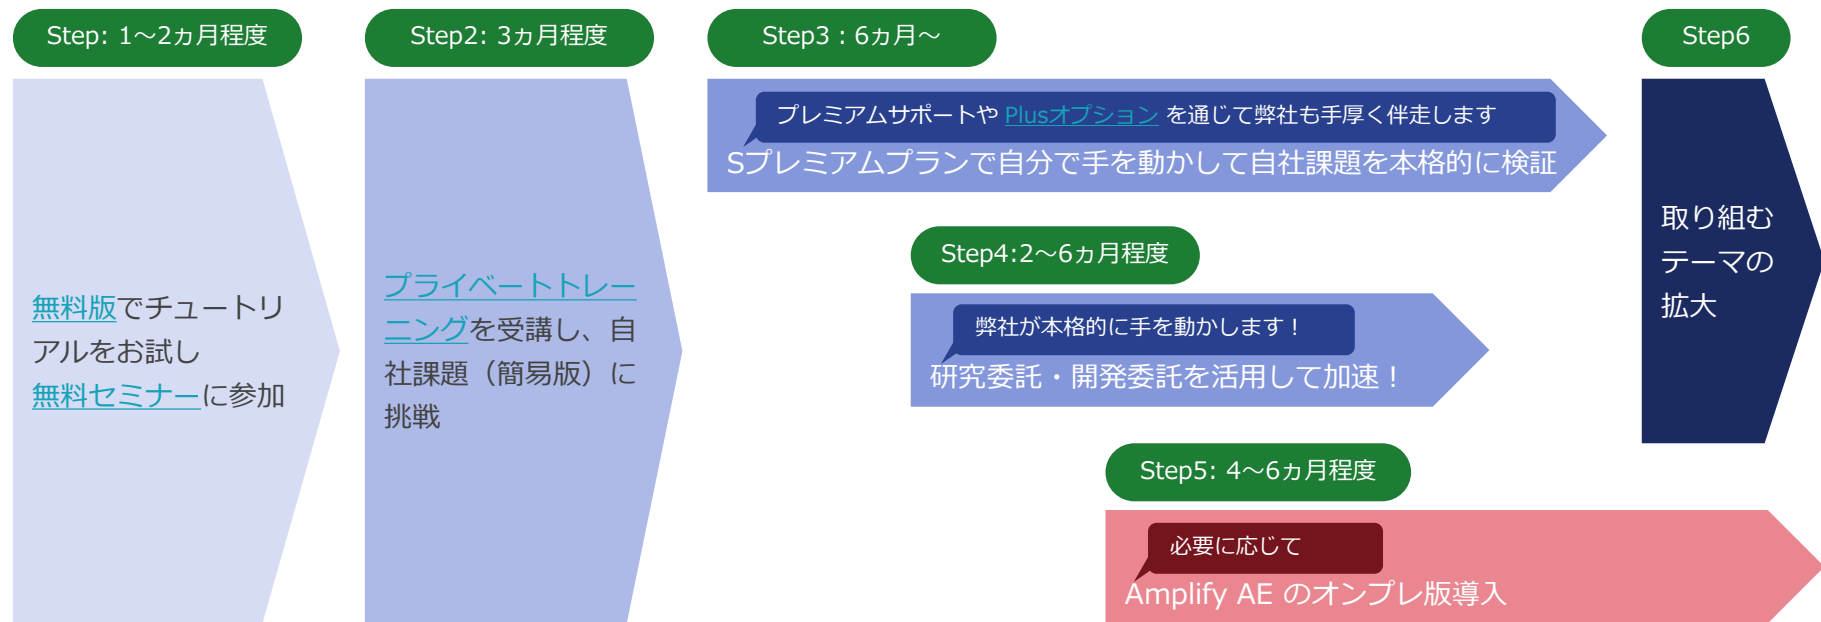 Step: 1～2ヵ月程度
無料版でチュートリ
アルをお試し
無料セミナーに参加
Step2: 3ヵ月程度
プライベートトレー
ニングを受講し、自
社課題（簡易版）に
挑戦
Step3 : 6ヵ月～
プレミアムサポートや Plusオプション を通じて弊社も手厚く伴走します
Sプレミアムプランで自分で手を動かして自社課題を本格的に検証
Step4:2～6ヵ月程度
弊社が本格的に手を動かします！
研究委託・開発委託を活用して加速！
Step5: 4～6ヵ月程度
必要に応じて
Amplify AE のオンプレ版導入
Step6
取り組む
テーマの
拡大